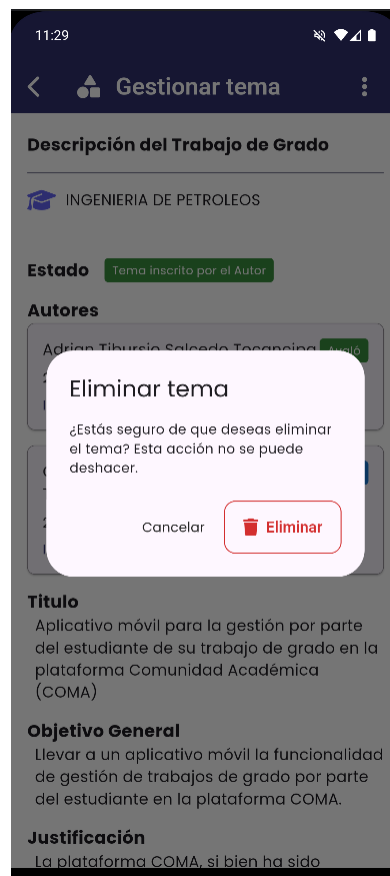 11:29
Gestionar tema
Descripción del Trabajo de Grado
INGENIERIA DE PETROLEOS
Estado
Tema inscrito por el Autor
Autores
Adrian Tibursio Salcedo Tocancipa
Avaló
Eliminar tema
¿Estás seguro de que deseas eliminar
el tema? Esta acción no se puede
deshacer.
Cancelar
Eliminar
Titulo
Aplicativo móvil para la gestión por parte
del estudiante de su trabajo de grado en la
plataforma Comunidad Académica
(COMA)
Objetivo General
Llevar a un aplicativo móvil la funcionalidad
de gestión de trabajos de grado por parte
del estudiante en la plataforma COMA.
Justificación
La plataforma COMA, si bien ha sido